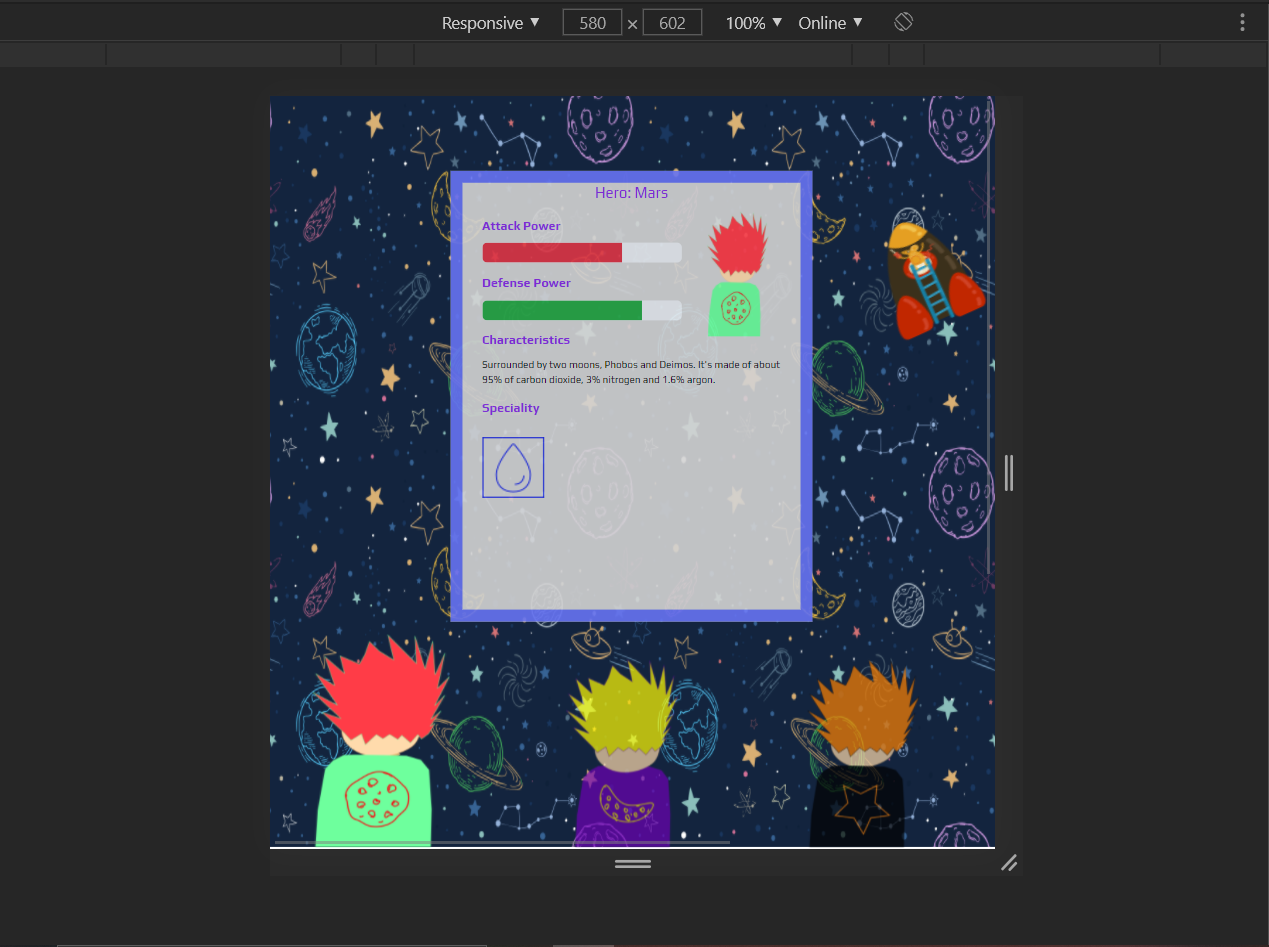 Responsive ▼ 580 × 602 100% ▼ Online ▼
Hero: Mars
Attack Power
Defense Power
Characteristics
Surrounded by two moons, Phobos and Deimos. It's made of about
95% of carbon dioxide, 3% nitrogen and 1.6% argon.
Speciality